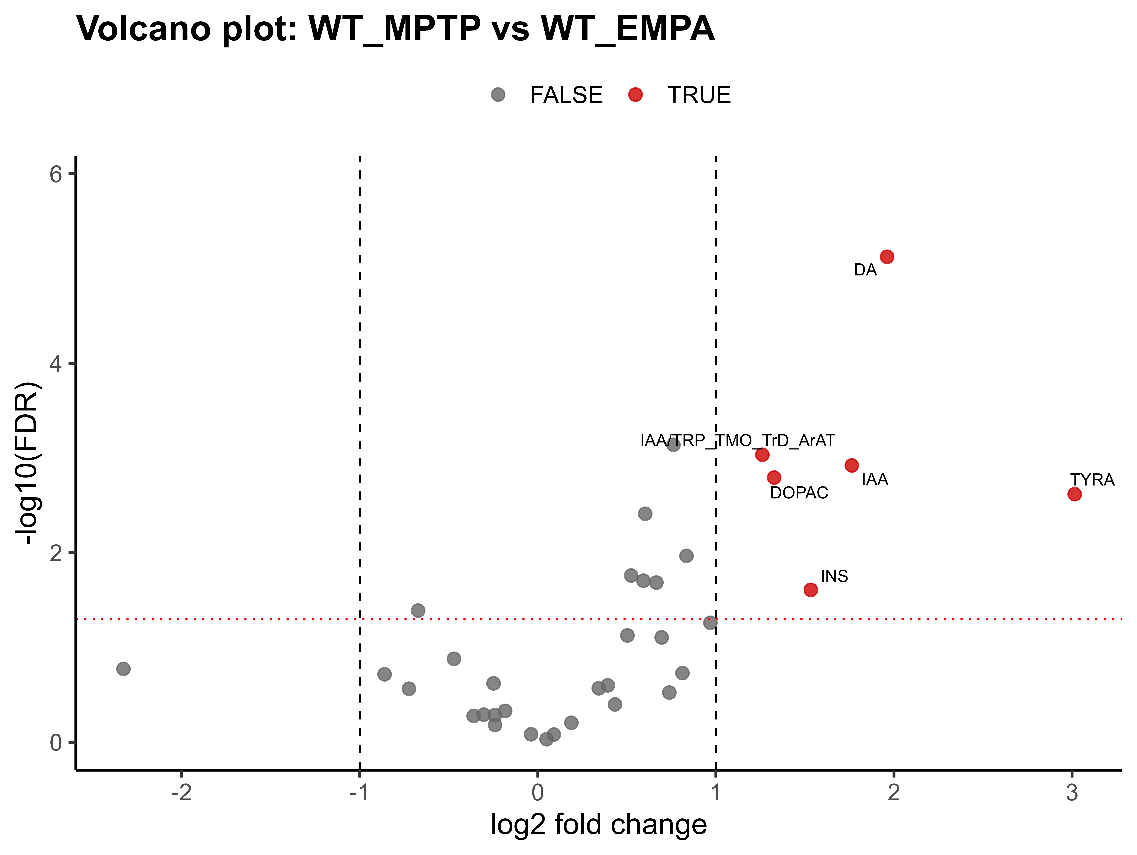 Volcano plot: WT_MPTP vs WT_EMPA
FALSE TRUE
6
4
2
0
-log10(FDR)
DA
IAA/TRP_TMO_TrD_ArAT
IAA
TYRA
DOPAC
INS
-2 -1 0 1 2 3
log2 fold change